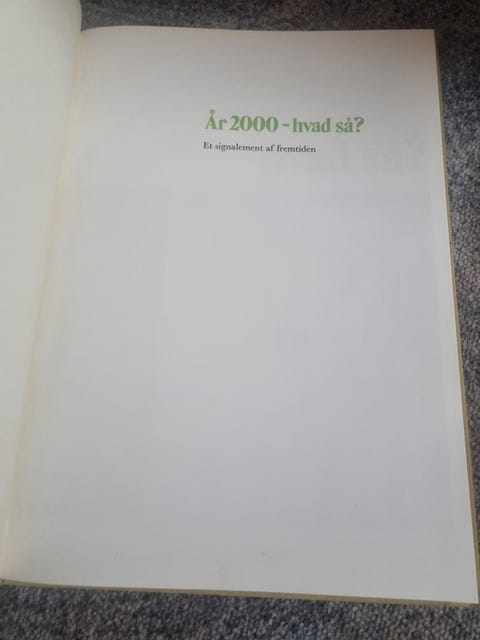 År 2000 - hvad så?
Et signalement af fremtiden